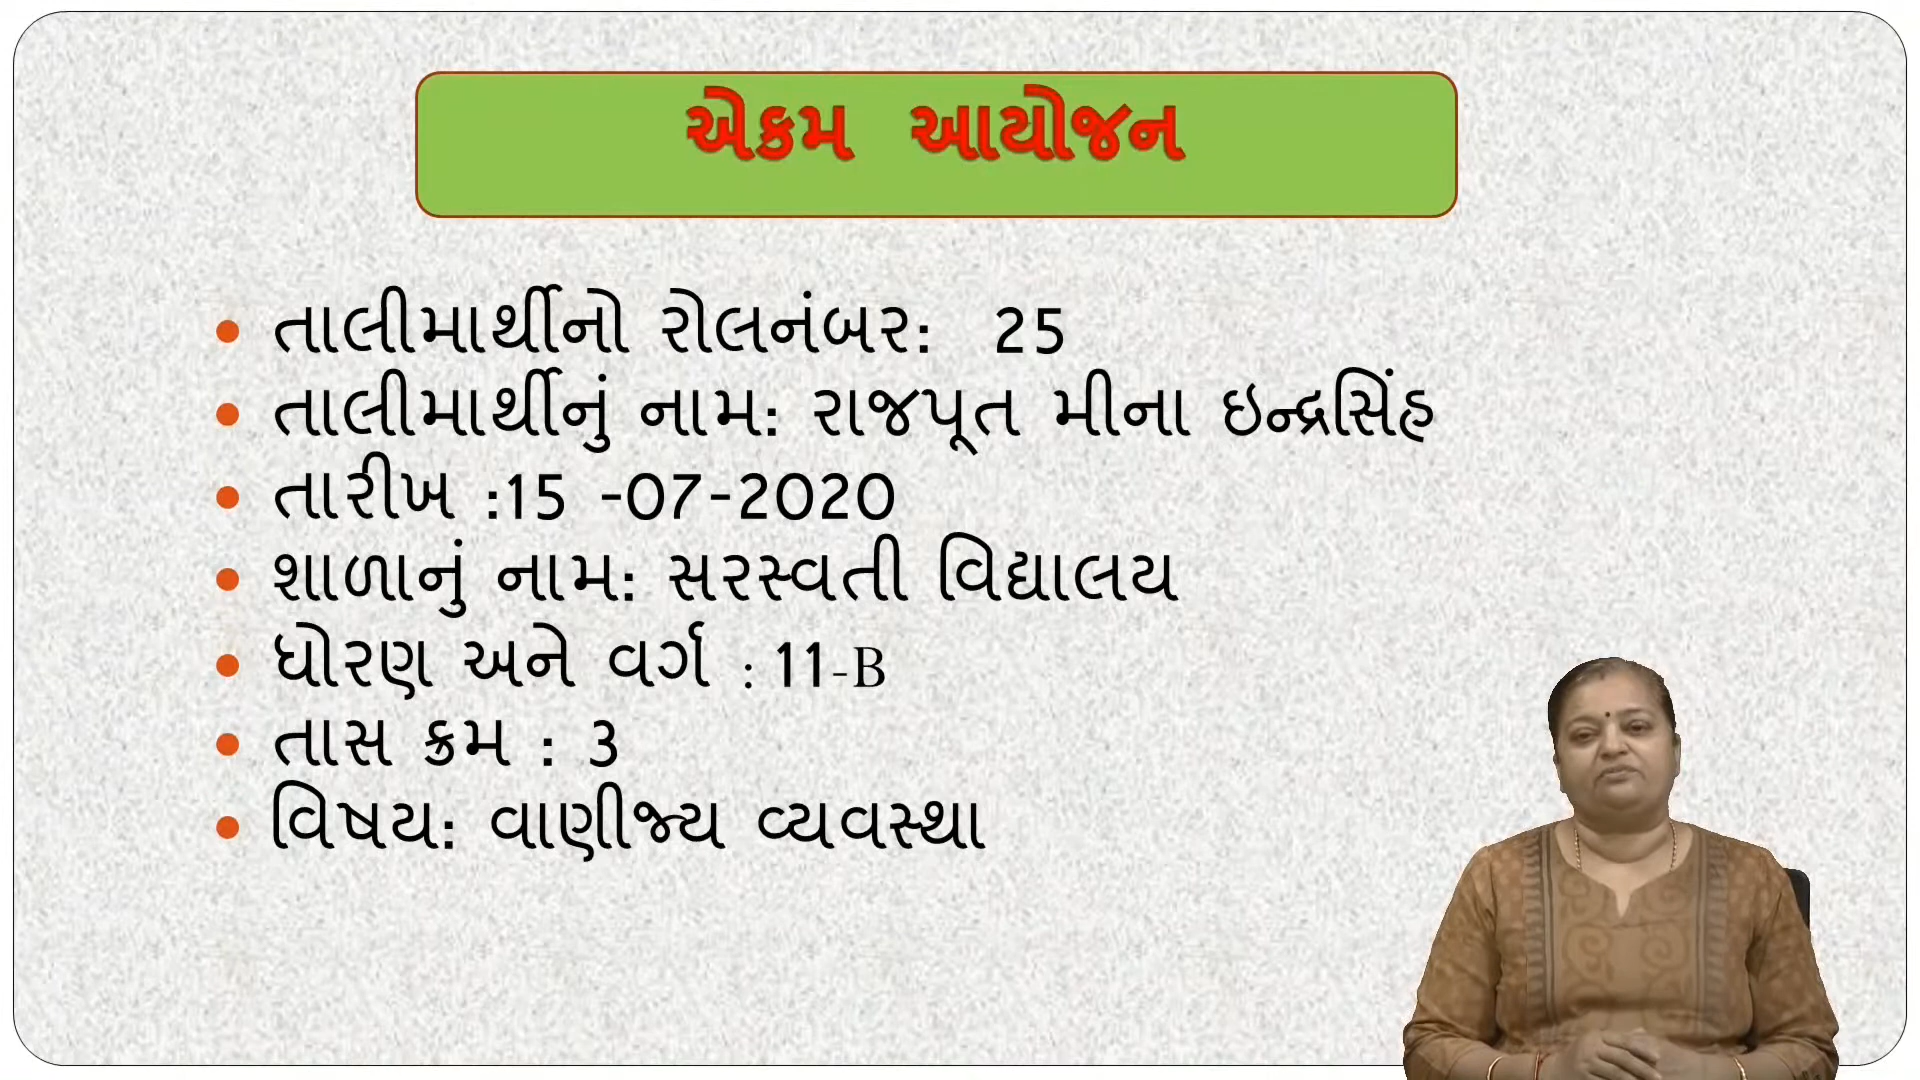 એકમ આયોજન
• તાલીમાર્થીનો રોલનંબર: 25
• તાલીમાર્થીનું નામ: રાજપૂત મીના ઇન્દ્રસિંહ
• તારીખ :15 -07-2020
• શાળાનું નામ: સરસ્વતી વિદ્યાલય
• ધોરણ અને વર્ગ : 11-B
• તાસ ક્રમ : 3
• વિષય: વાણીજ્ય વ્યવસ્થા